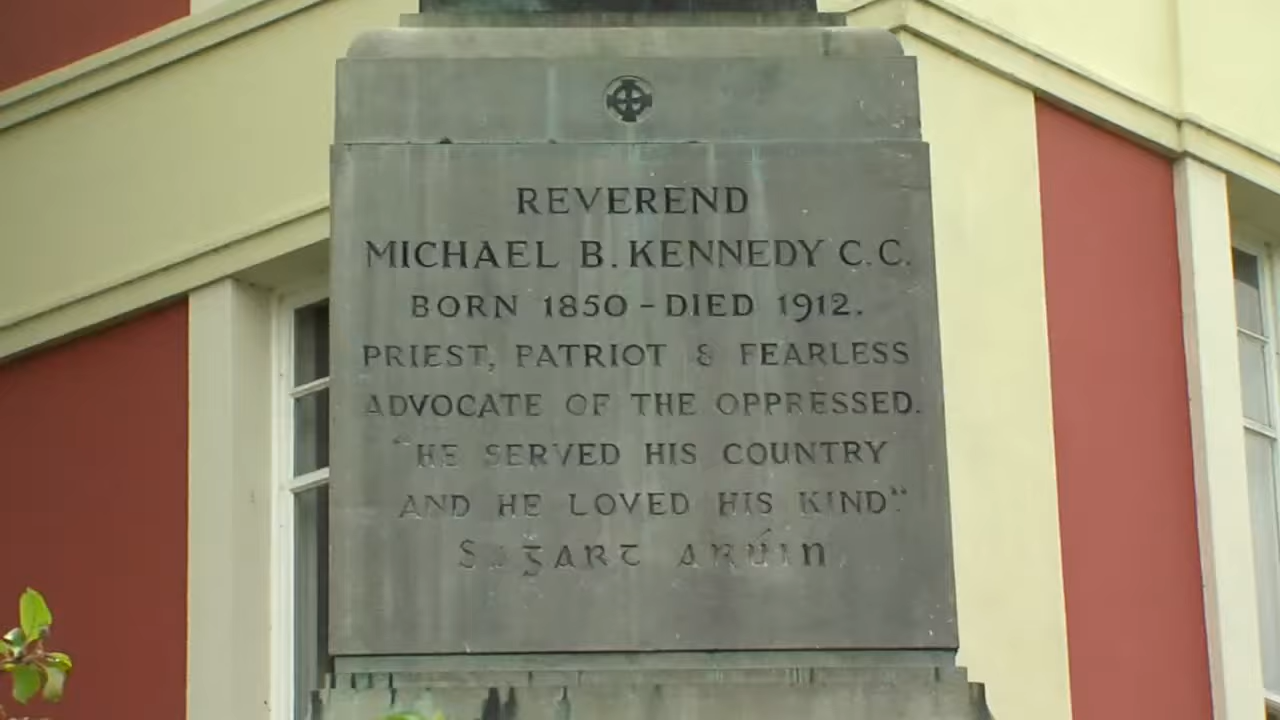 REVEREND
MICHAEL B. KENNEDY C.C.
BORN 1850 – DIED 1912.
PRIEST, PATRIOT & FEARLESS
ADVOCATE OF THE OPPRESSED.
"HE SERVED HIS COUNTRY
AND HE LOVED HIS KIND".
Sagart Arúin